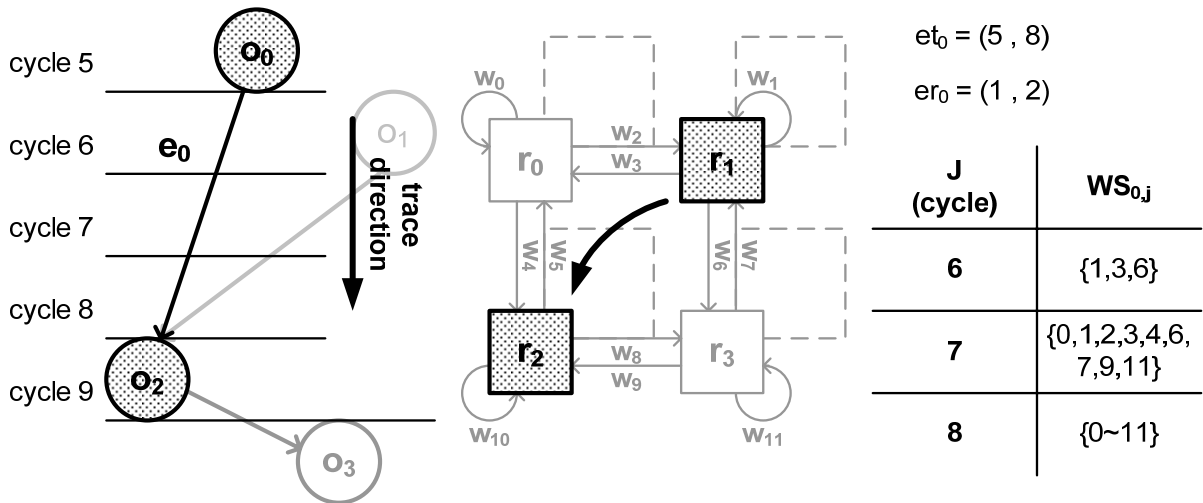 cycle 5
cycle 6
cycle 7
cycle 8
cycle 9
o₀
e₀
o₁
trace
direction
o₂
o₃
w₀
w₁
r₀
w₂
w₃
r₁
w₄
w₅
w₆
w₇
r₂
w₈
w₉
r₃
w₁₀
w₁₁
et₀ = (5 , 8)
er₀ = (1 , 2)
J
(cycle)
WS₀,ⱼ
6
{1,3,6}
7
{0,1,2,3,4,6,
7,9,11}
8
{0~11}